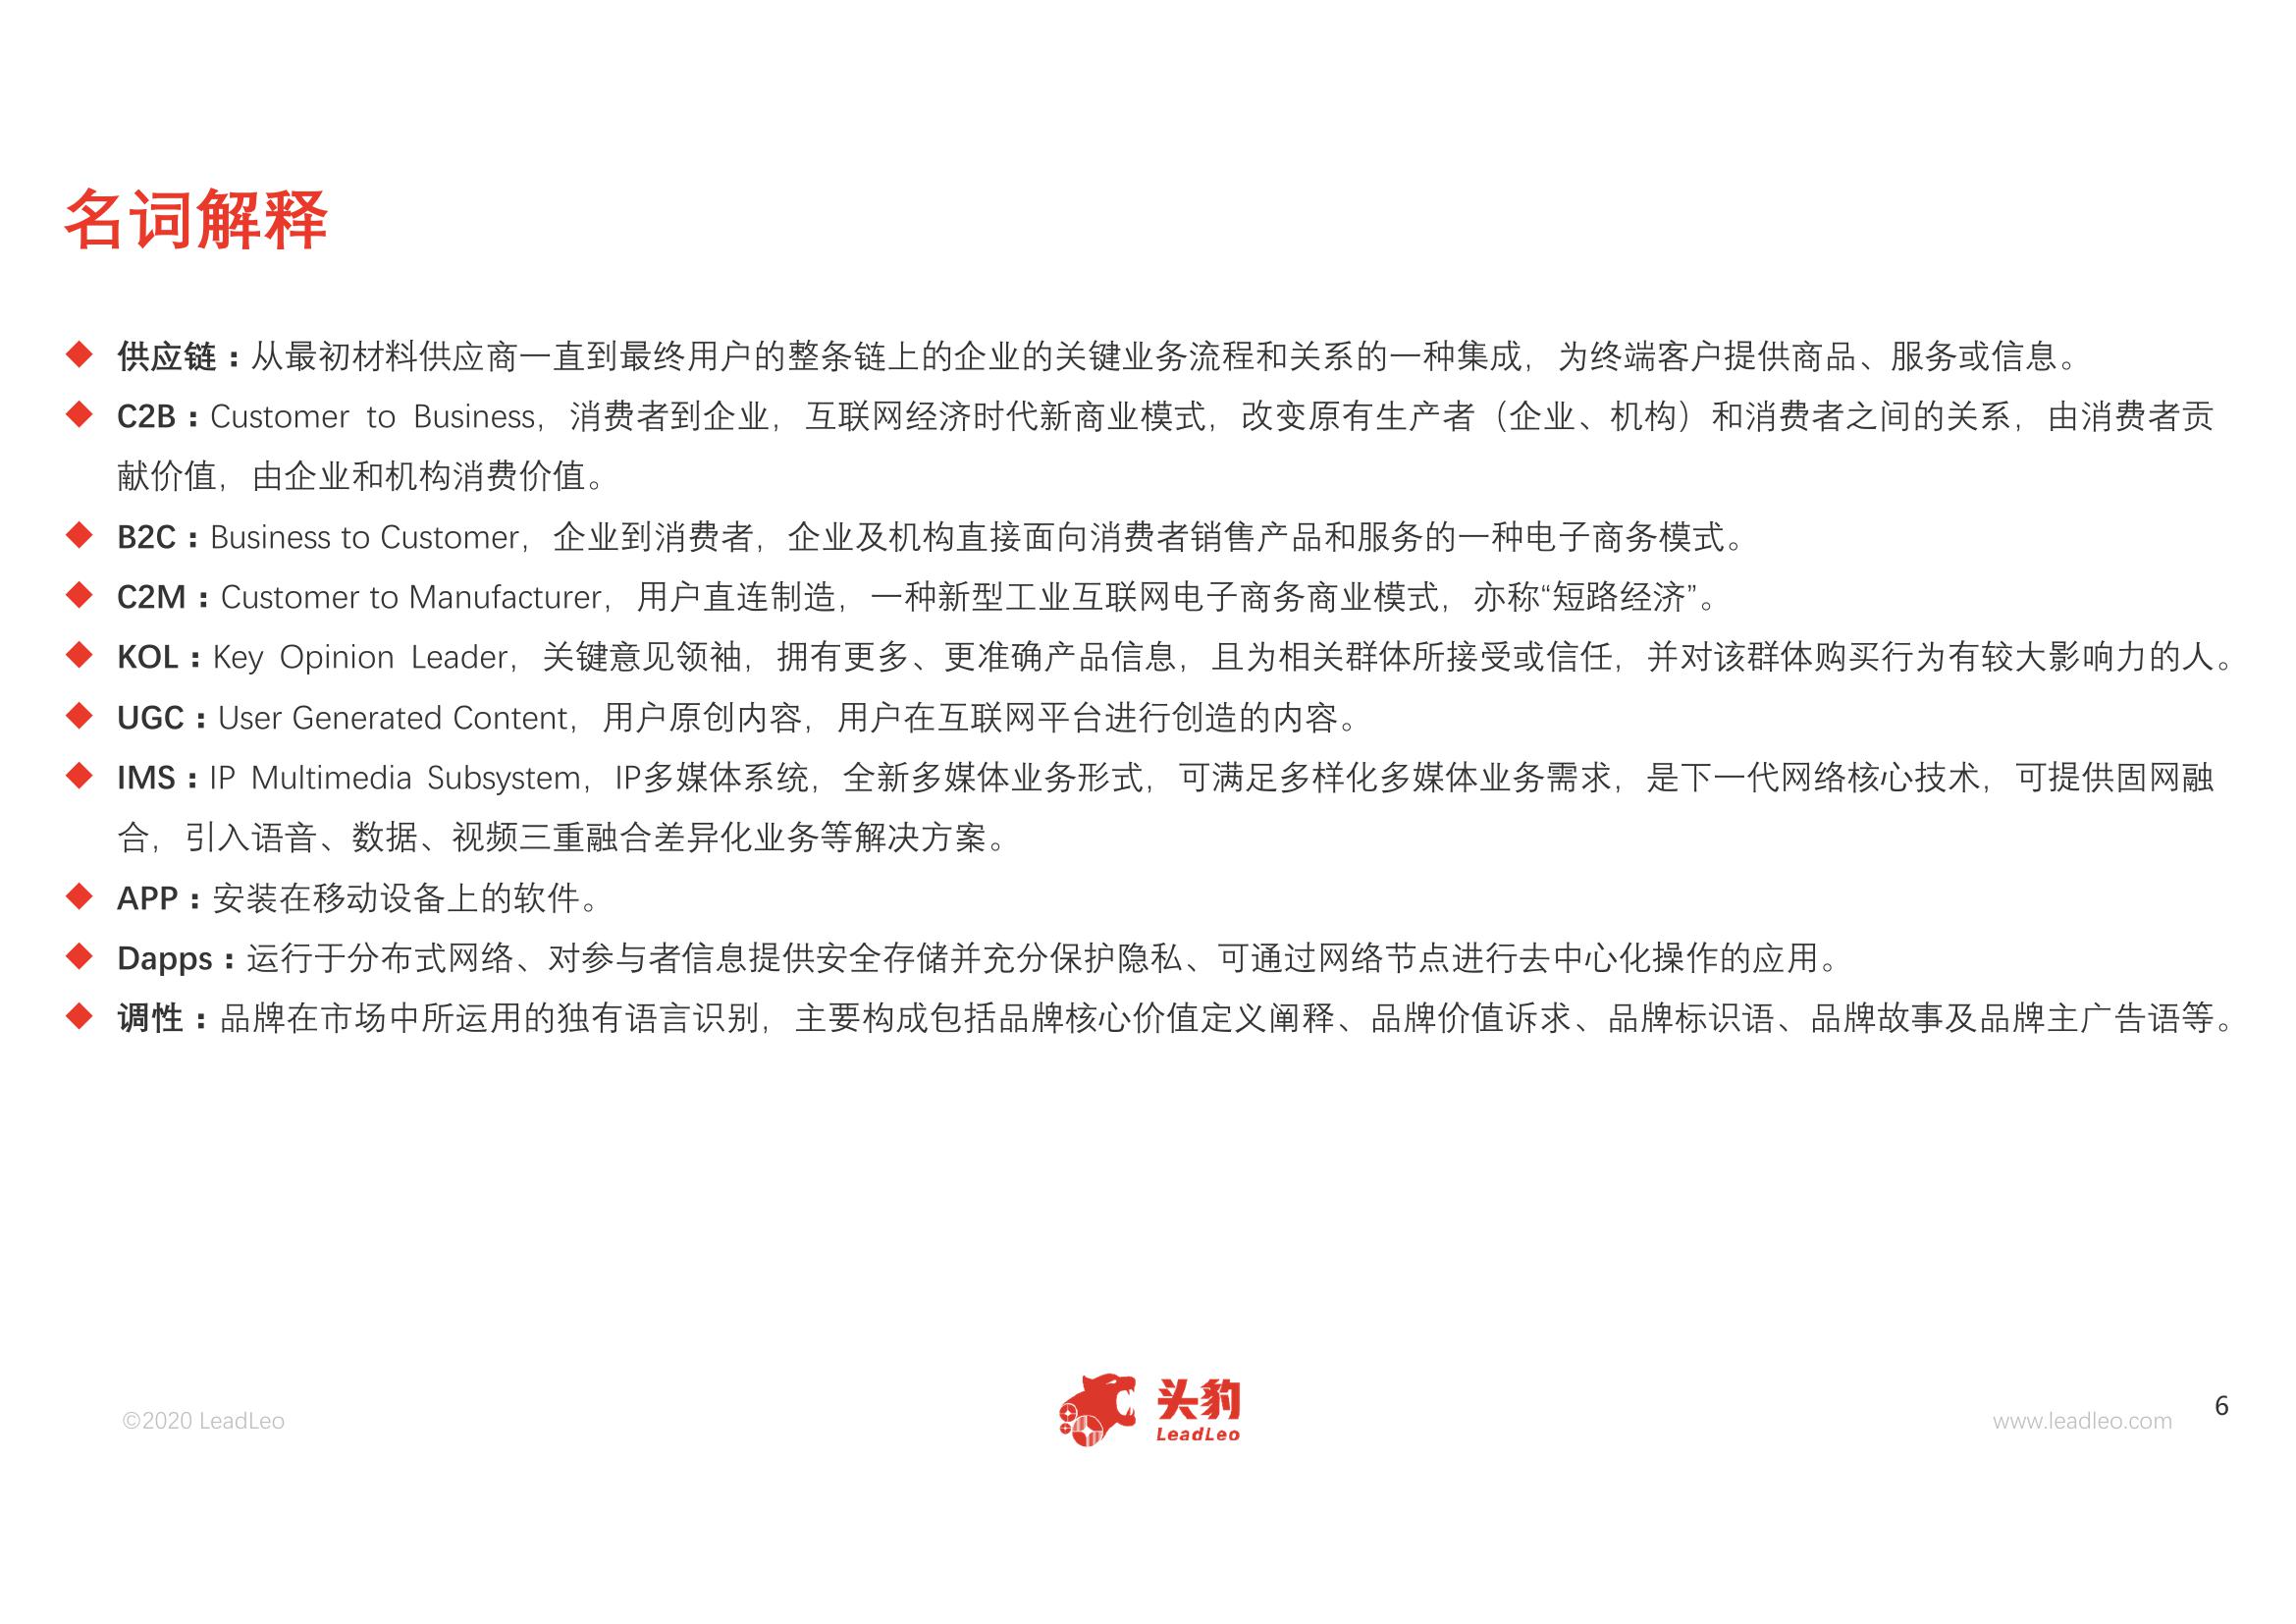 名词解释
供应链：从最初材料供应商一直到最终用户的整条链上的企业的关键业务流程和关系的一种集成，为终端客户提供商品、服务或信息。
C2B：Customer to Business，消费者到企业，互联网经济时代新商业模式，改变原有生产者（企业、机构）和消费者之间的关系，由消费者贡
献价值，由企业和机构消费价值。
B2C：Business to Customer，企业到消费者，企业及机构直接面向消费者销售产品和服务的一种电子商务模式。
C2M：Customer to Manufacturer，用户直连制造，一种新型工业互联网电子商务商业模式，亦称“短路经济”。
KOL：Key Opinion Leader，关键意见领袖，拥有更多、更准确产品信息，且为相关群体所接受或信任，并对该群体购买行为有较大影响力的人。
UGC：User Generated Content，用户原创内容，用户在互联网平台进行创造的内容。
IMS：IP Multimedia Subsystem，IP多媒体系统，全新多媒体业务形式，可满足多样化多媒体业务需求，是下一代网络核心技术，可提供固网融
合，引入语音、数据、视频三重融合差异化业务等解决方案。
APP：安装在移动设备上的软件。
Dapps：运行于分布式网络、对参与者信息提供安全存储并充分保护隐私、可通过网络节点进行去中心化操作的应用。
调性：品牌在市场中所运用的独有语言识别，主要构成包括品牌核心价值定义阐释、品牌价值诉求、品牌标识语、品牌故事及品牌主广告语等。
©2020 LeadLeo
头豹
LeadLeo
www.leadleo.com
6